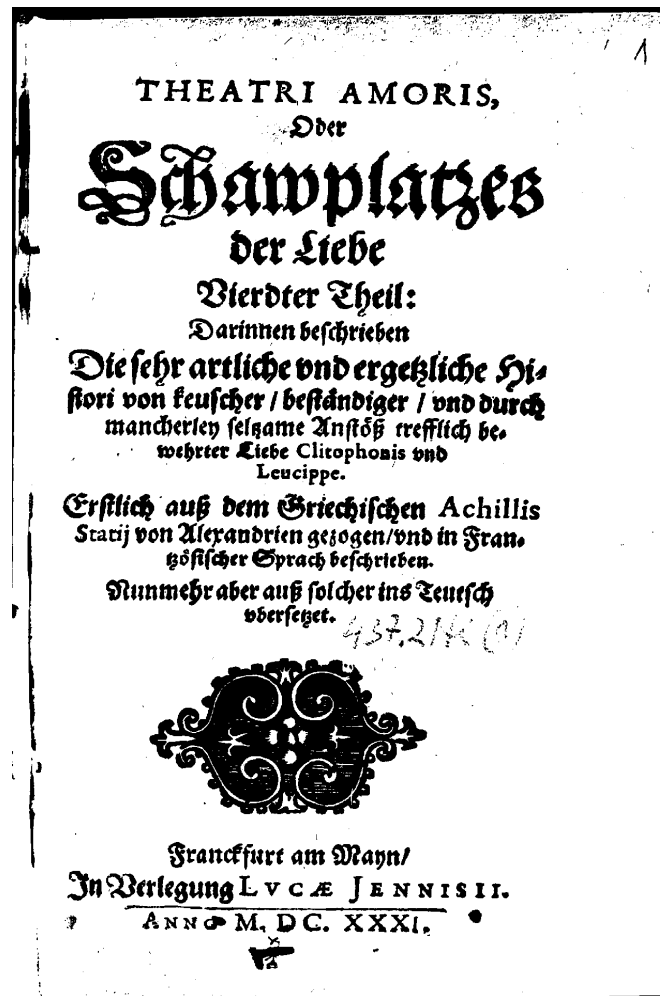 1
THEATRI AMORIS,
Oder
Schawplatzes
der Liebe
Vierdter Theil:
Darinnen beschrieben
Die sehr artliche vnd ergetzliche Hi-
stori von keuscher / beständiger / vnd durch
mancherley seltzame Anstöß trefflich be-
wehrter Liebe Clitophonis vnd
Leucippe.
Erstlich auß dem Griechischen Achillis
Statij von Alexandrien gezogen/vnd in Fran-
tzösischer Sprach beschrieben.
Nunmehr aber auß solcher ins Teutsch
vbersetzet.
Franckfurt am Mayn/
In Verlegung LVCÆ JENNISII.
ANNO M. DC. XXXI.